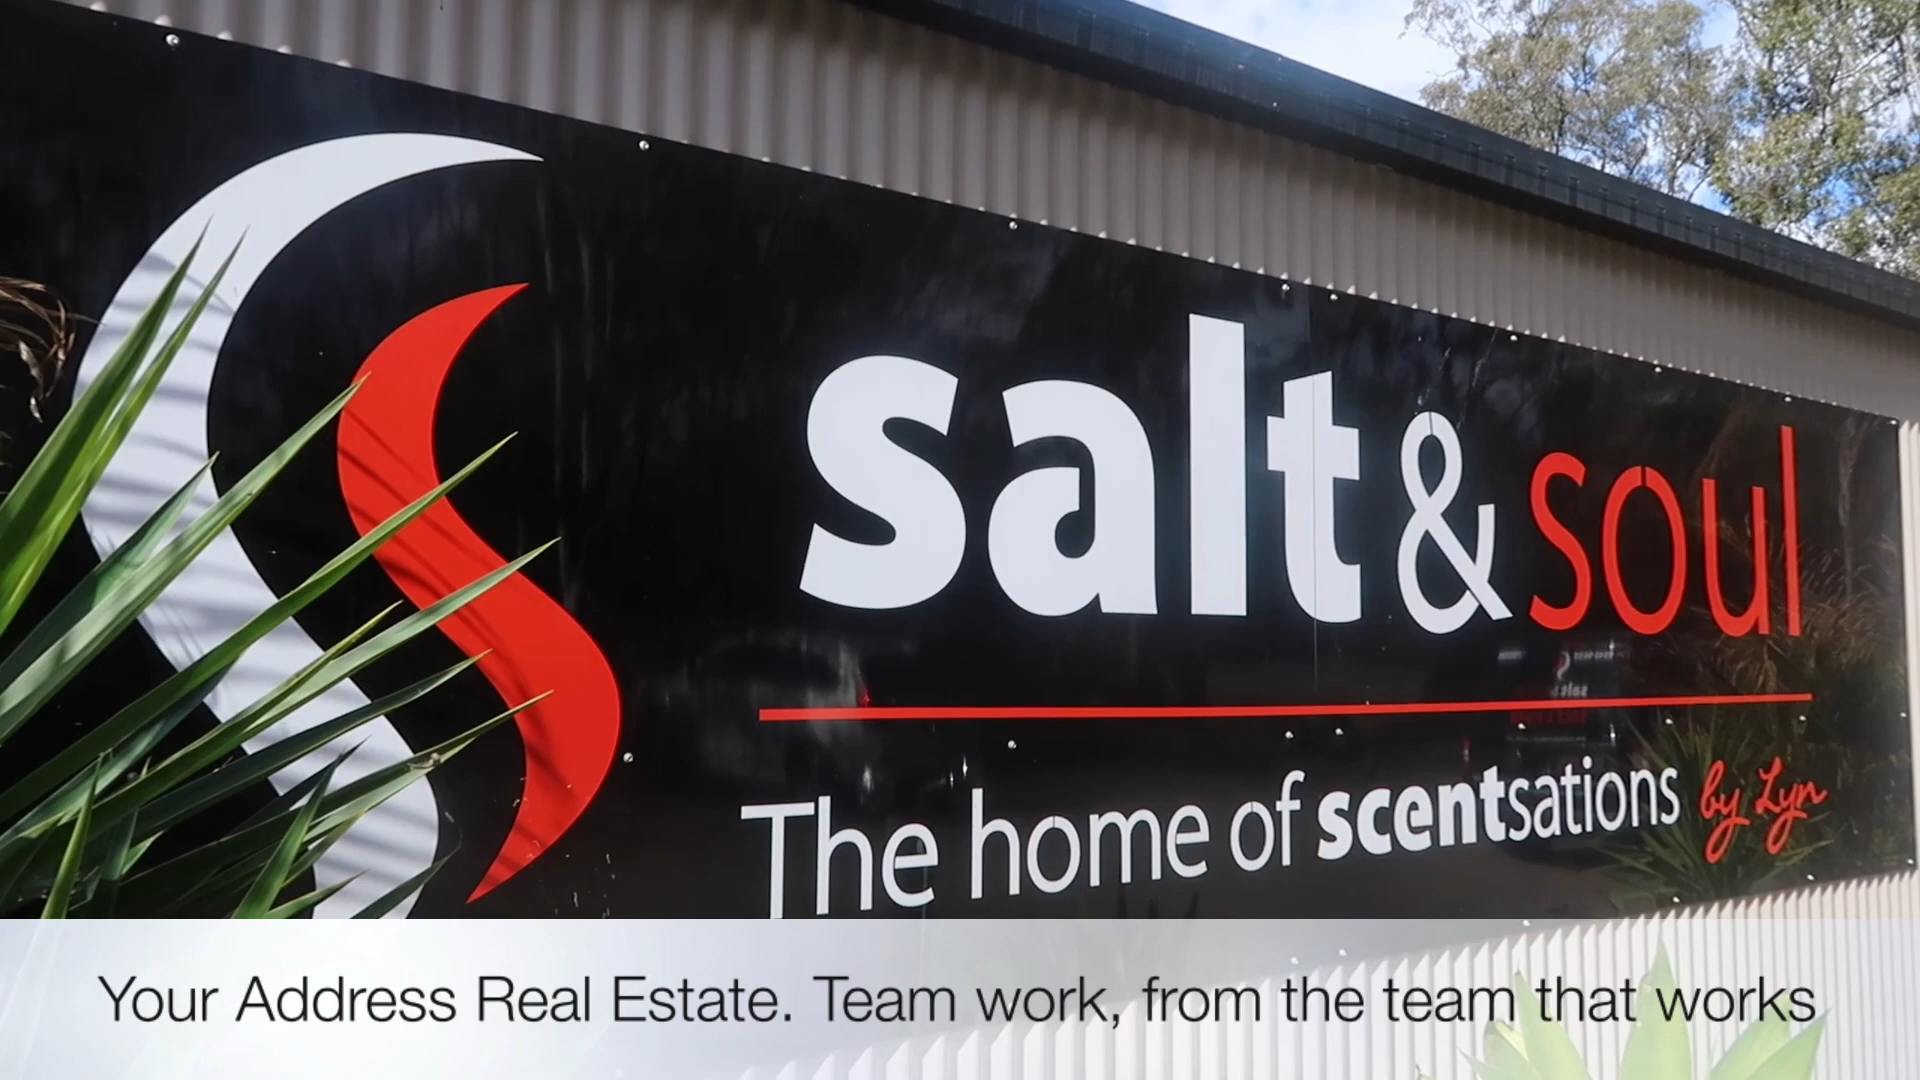 salt & soul
The home of scentsations by Lyn
Your Address Real Estate. Team work, from the team that works